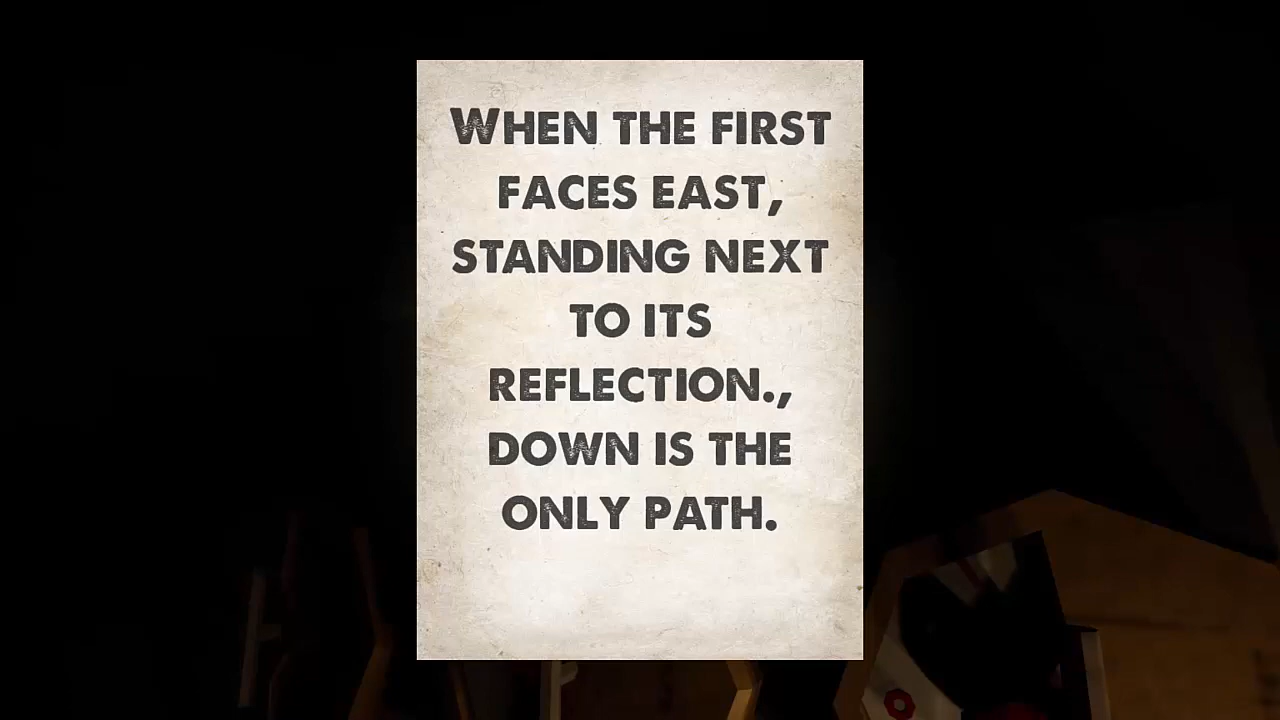 When the first
faces east,
standing next
to its
reflection.,
down is the
only path.